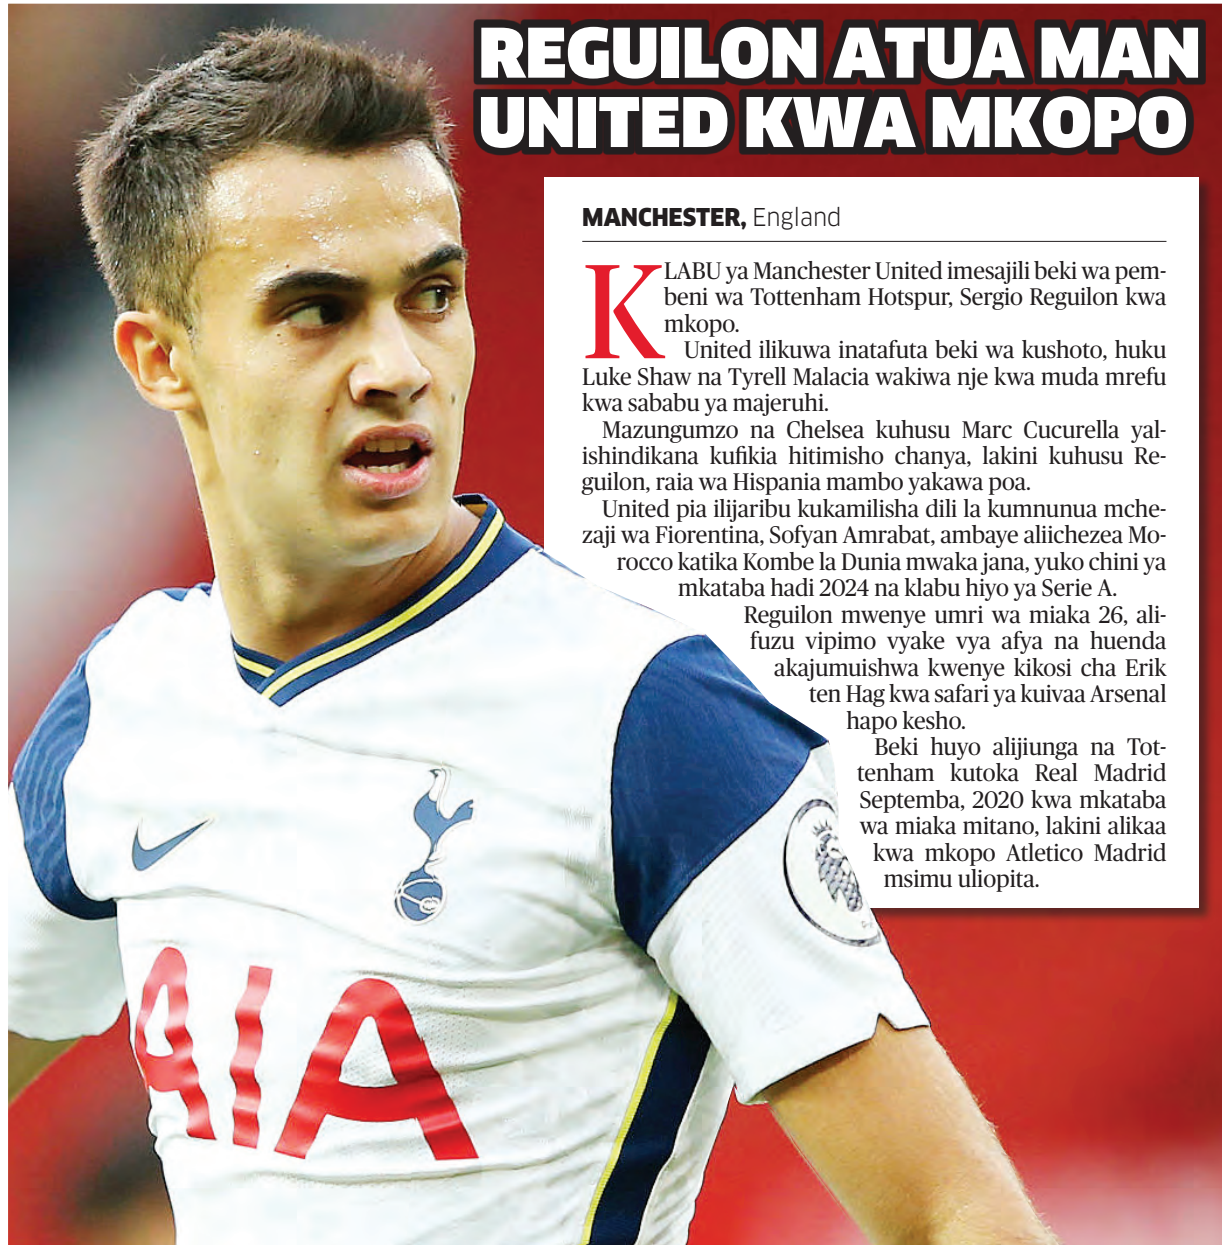 REGUILON ATUA MAN
UNITED KWA MKOPO
MANCHESTER, England
KLABU ya Manchester United imesajili beki wa pem-
beni wa Tottenham Hotspur, Sergio Reguilon kwa
mkopo.
United ilikuwa inatafuta beki wa kushoto, huku
Luke Shaw na Tyrell Malacia wakiwa nje kwa muda mrefu
kwa sababu ya majeruhi.
Mazungumzo na Chelsea kuhusu Marc Cucurella yal-
ishindikana kufikia hitimisho chanya, lakini kuhusu Re-
guilon, raia wa Hispania mambo yakawa poa.
United pia ilijaribu kukamilisha dili la kumnunua mche-
zaji wa Fiorentina, Sofyan Amrabat, ambaye aliichezea Mo-
rocco katika Kombe la Dunia mwaka jana, yuko chini ya
mkataba hadi 2024 na klabu hiyo ya Serie A.
Reguilon mwenye umri wa miaka 26, ali-
fuzu vipimo vyake vya afya na huenda
akajumuishwa kwenye kikosi cha Erik
ten Hag kwa safari ya kuivaa Arsenal
hapo kesho.
Beki huyo alijiunga na Tot-
tenham kutoka Real Madrid
Septemba, 2020 kwa mkataba
wa miaka mitano, lakini alikaa
kwa mkopo Atletico Madrid
msimu uliopita.
AIA